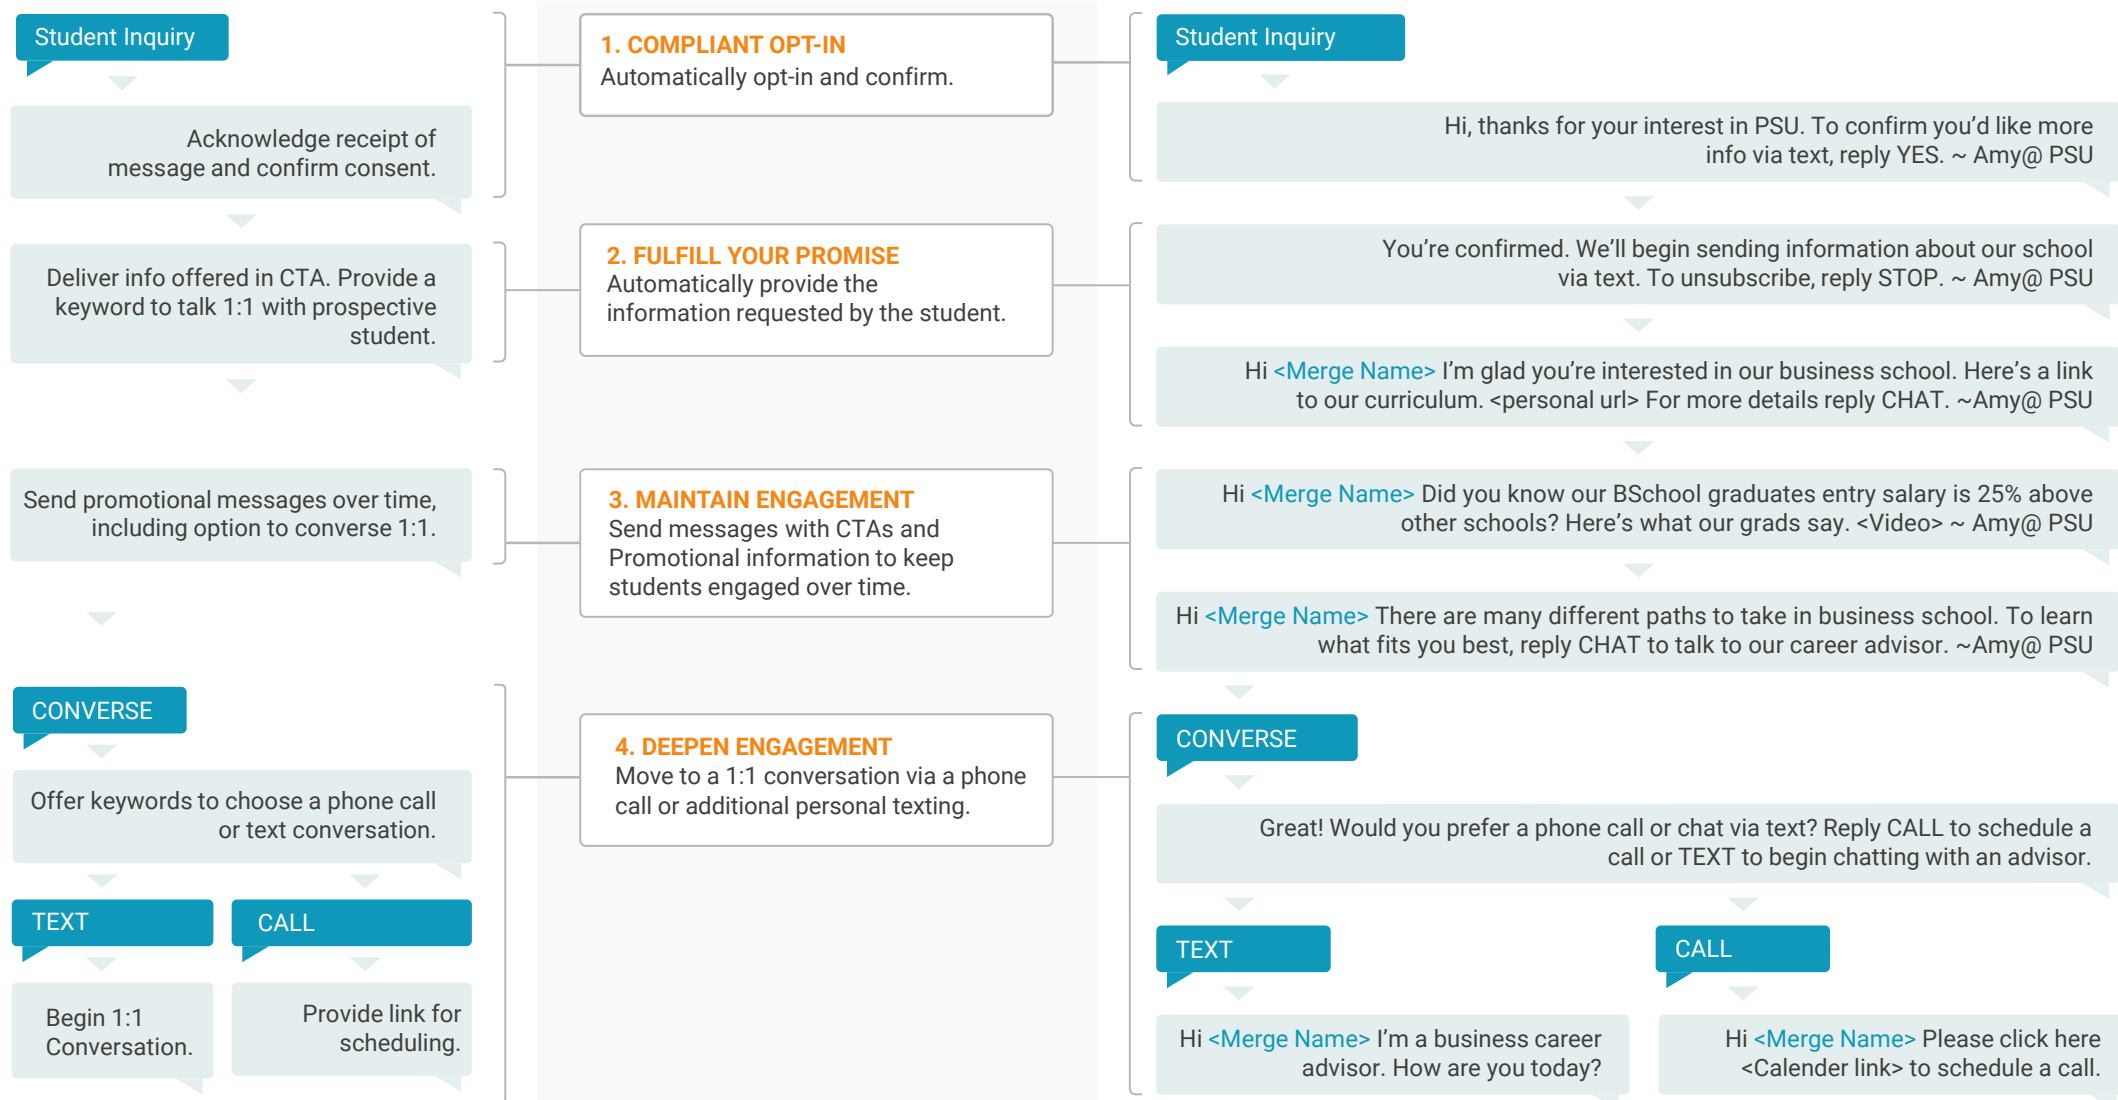 Student Inquiry
Acknowledge receipt of
message and confirm consent.
Deliver info offered in CTA. Provide a
keyword to talk 1:1 with prospective
student.
Send promotional messages over time,
including option to converse 1:1.
CONVERSE
Offer keywords to choose a phone call
or text conversation.
TEXT
Begin 1:1
Conversation.
CALL
Provide link for
scheduling.
1. COMPLIANT OPT-IN
Automatically opt-in and confirm.
2. FULFILL YOUR PROMISE
Automatically provide the
information requested by the student.
3. MAINTAIN ENGAGEMENT
Send messages with CTAs and
Promotional information to keep
students engaged over time.
4. DEEPEN ENGAGEMENT
Move to a 1:1 conversation via a phone
call or additional personal texting.
Student Inquiry
Hi, thanks for your interest in PSU. To confirm you’d like more
info via text, reply YES. ~ Amy@ PSU
You’re confirmed. We’ll begin sending information about our school
via text. To unsubscribe, reply STOP. ~ Amy@ PSU
Hi <Merge Name> I’m glad you’re interested in our business school. Here’s a link
to our curriculum. <personal url> For more details reply CHAT. ~Amy@ PSU
Hi <Merge Name> Did you know our BSchool graduates entry salary is 25% above
other schools? Here’s what our grads say. <Video> ~ Amy@ PSU
Hi <Merge Name> There are many different paths to take in business school. To learn
what fits you best, reply CHAT to talk to our career advisor. ~Amy@ PSU
CONVERSE
Great! Would you prefer a phone call or chat via text? Reply CALL to schedule a
call or TEXT to begin chatting with an advisor.
TEXT
Hi <Merge Name> I’m a business career
advisor. How are you today?
CALL
Hi <Merge Name> Please click here
<Calender link> to schedule a call.